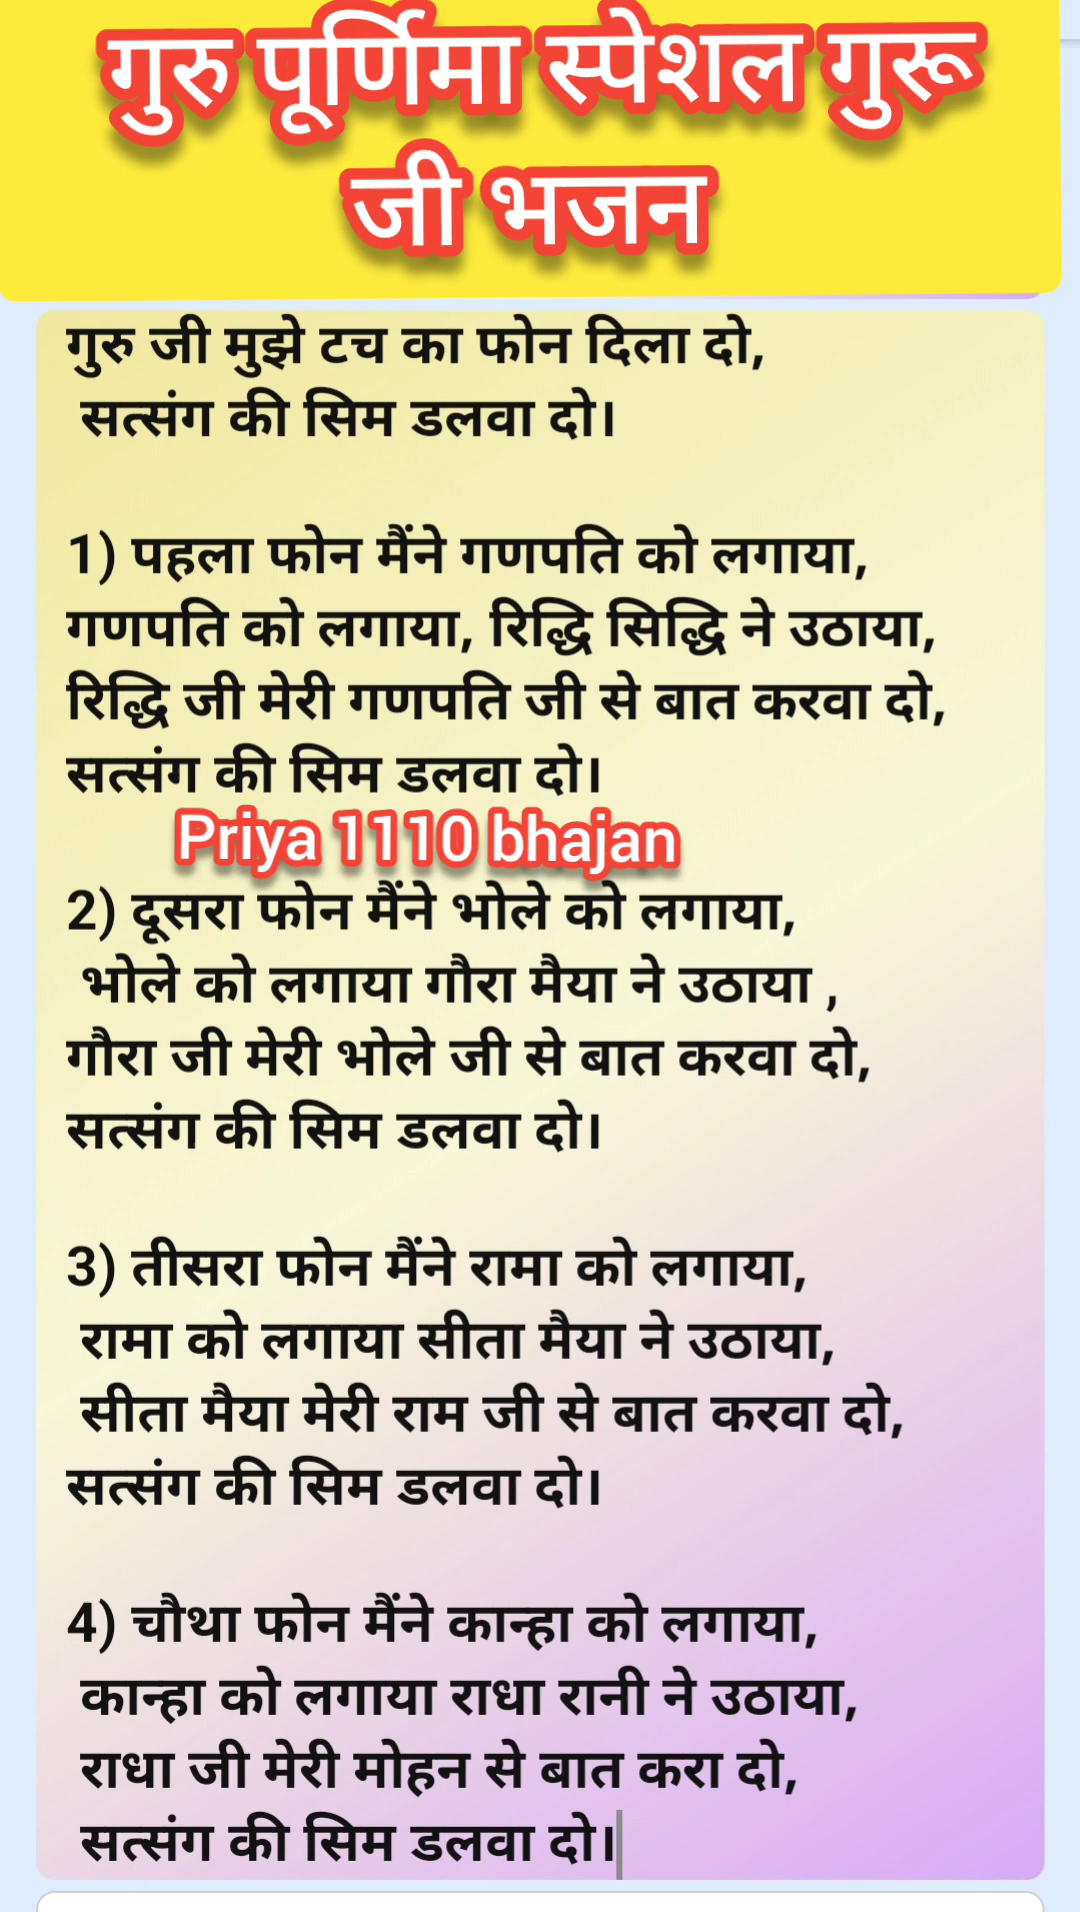 गुरु पूर्णिमा स्पेशल गुरू
जी भजन
गुरु जी मुझे टच का फोन दिला दो,
सत्संग की सिम डलवा दो।
1) पहला फोन मैंने गणपति को लगाया,
गणपति को लगाया, रिद्धि सिद्धि ने उठाया,
रिद्धि जी मेरी गणपति जी से बात करवा दो,
सत्संग की सिम डलवा दो।
Priya 1110 bhajan
2) दूसरा फोन मैंने भोले को लगाया,
भोले को लगाया गौरा मैया ने उठाया ,
गौरा जी मेरी भोले जी से बात करवा दो,
सत्संग की सिम डलवा दो।
3) तीसरा फोन मैंने रामा को लगाया,
रामा को लगाया सीता मैया ने उठाया,
सीता मैया मेरी राम जी से बात करवा दो,
सत्संग की सिम डलवा दो।
4) चौथा फोन मैंने कान्हा को लगाया,
कान्हा को लगाया राधा रानी ने उठाया,
राधा जी मेरी मोहन से बात करा दो,
सत्संग की सिम डलवा दो।